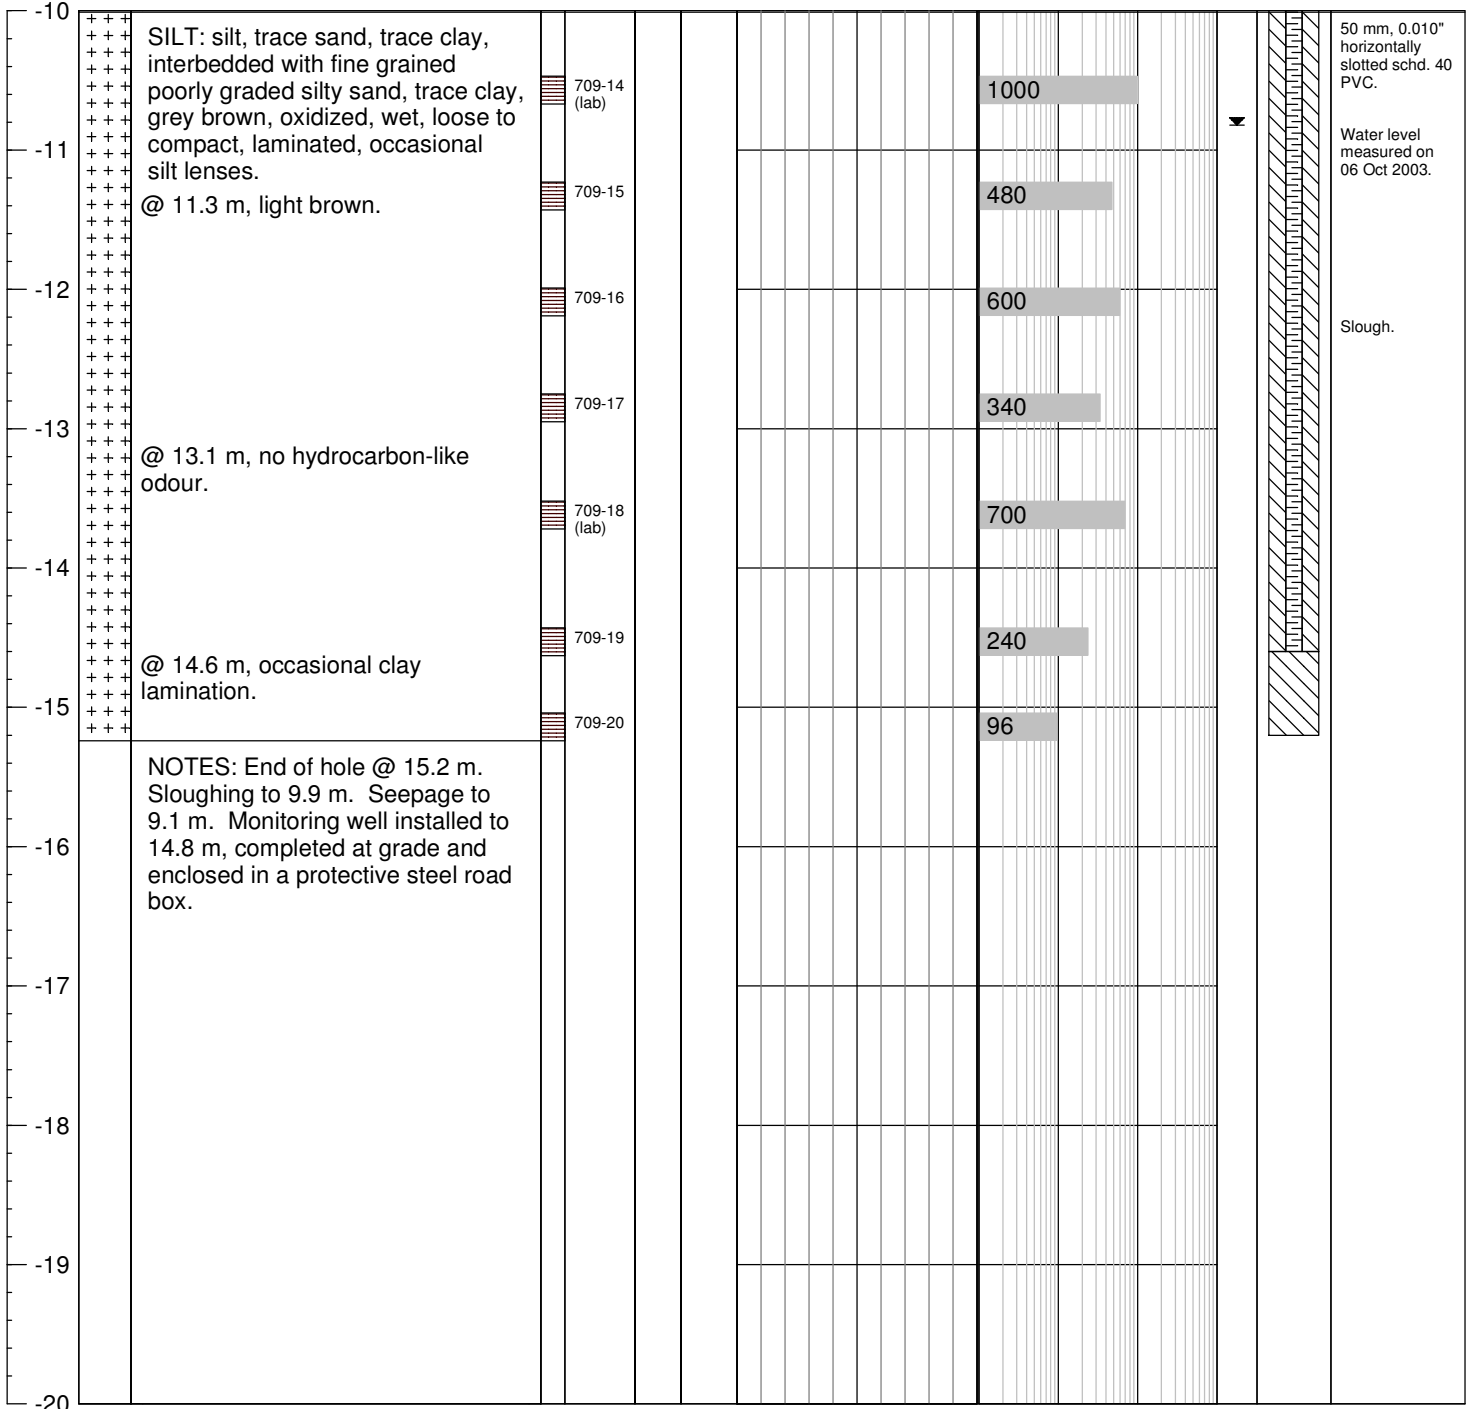 -10
-11
-12
-13
-14
-15
-16
-17
-18
-19
-20
SILT: silt, trace sand, trace clay,
interbedded with fine grained
poorly graded silty sand, trace clay,
grey brown, oxidized, wet, loose to
compact, laminated, occasional
silt lenses.
@ 11.3 m, light brown.
@ 13.1 m, no hydrocarbon-like
odour.
@ 14.6 m, occasional clay
lamination.
NOTES: End of hole @ 15.2 m.
Sloughing to 9.9 m. Seepage to
9.1 m. Monitoring well installed to
14.8 m, completed at grade and
enclosed in a protective steel road
box.
709-14
(lab)
709-15
709-16
709-17
709-18
(lab)
709-19
709-20
1000
480
600
340
700
240
96
50 mm, 0.010"
horizontally
slotted schd. 40
PVC.
Water level
measured on
06 Oct 2003.
Slough.